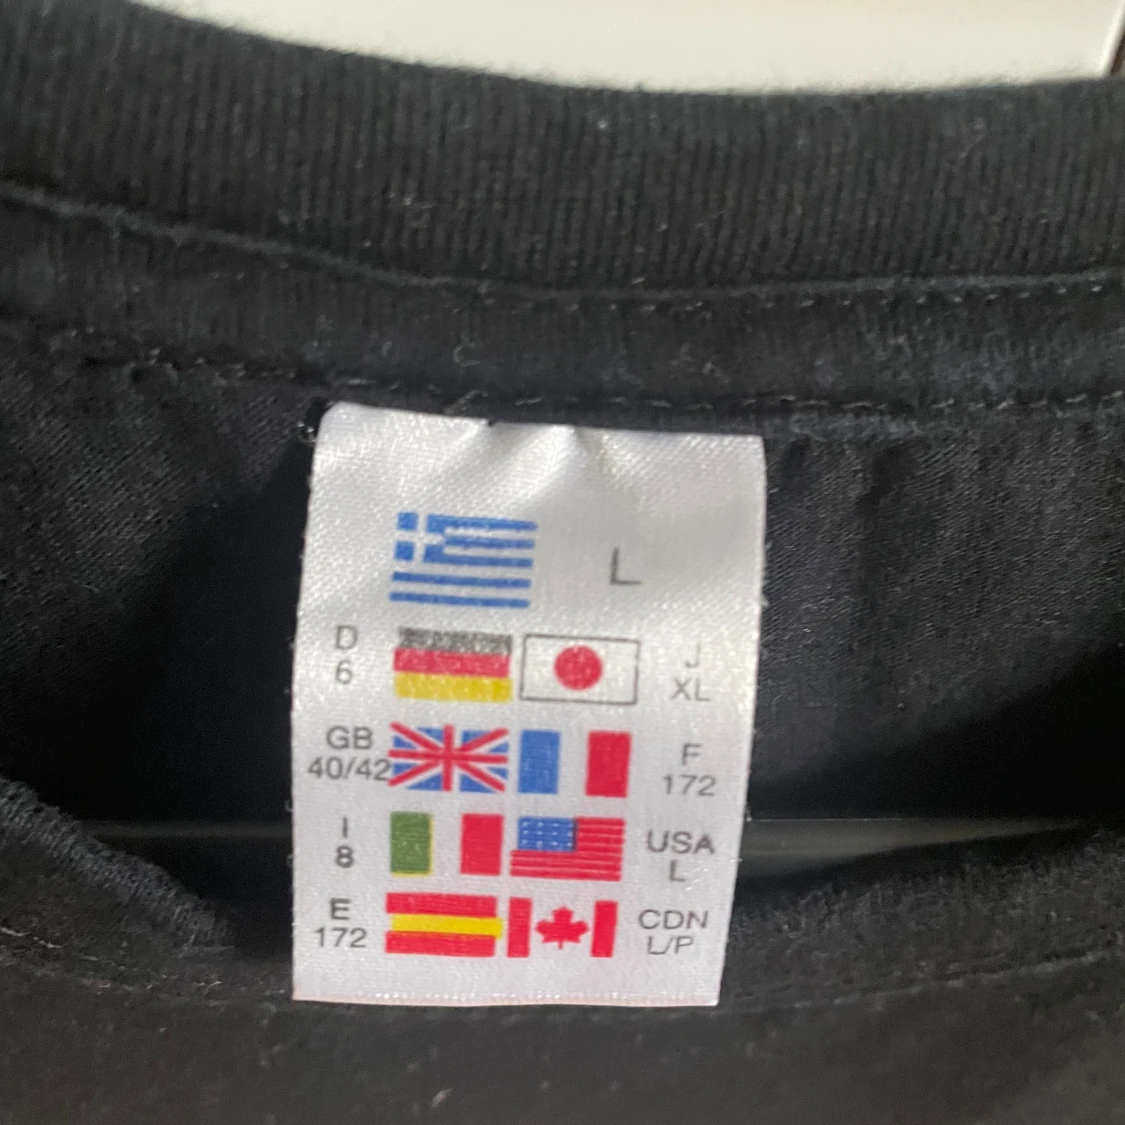 L
D J
6 XL
GB F
40/42 172
I USA
8 L
E CDN
172 L/P